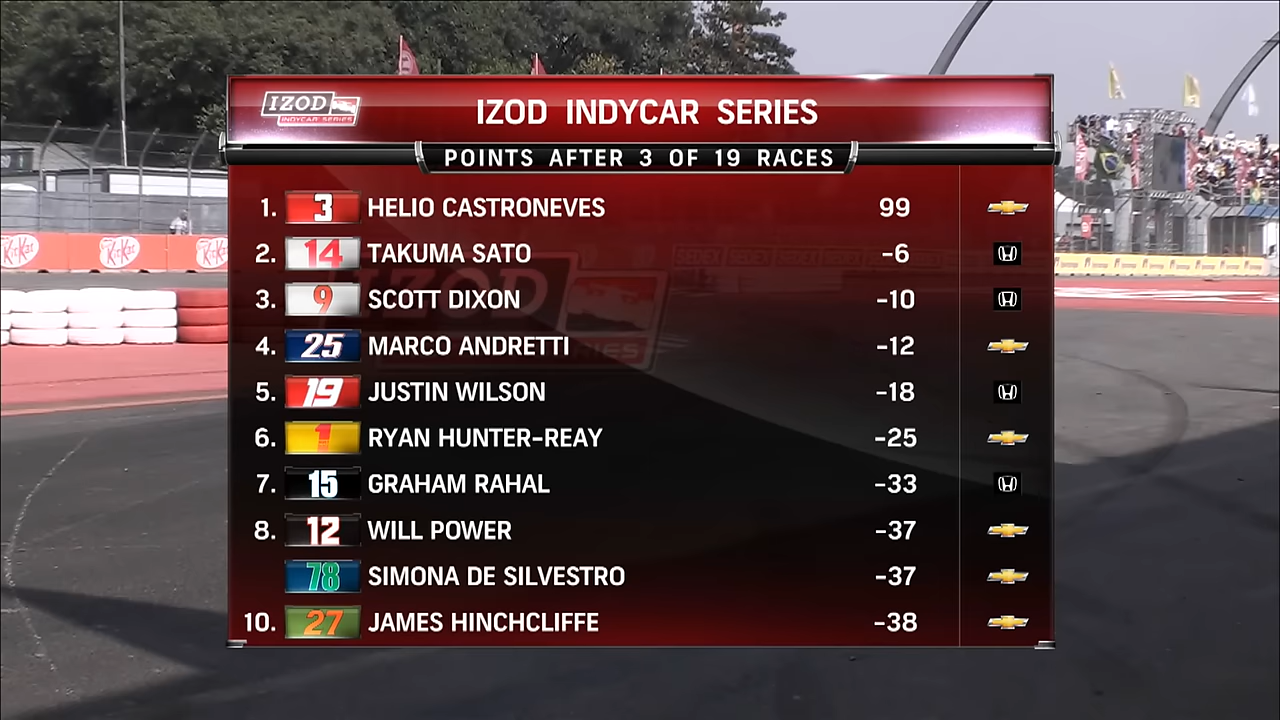 IZOD
INDYCAR SERIES
IZOD INDYCAR SERIES
POINTS AFTER 3 OF 19 RACES
1. 3 HELIO CASTRONEVES 99
2. 14 TAKUMA SATO -6
3. 9 SCOTT DIXON -10
4. 25 MARCO ANDRETTI -12
5. 19 JUSTIN WILSON -18
6. 1 RYAN HUNTER-REAY -25
7. 15 GRAHAM RAHAL -33
8. 12 WILL POWER -37
78 SIMONA DE SILVESTRO -37
10. 27 JAMES HINCHCLIFFE -38
KitKat KitKat KitKat
IZOD
SERIES